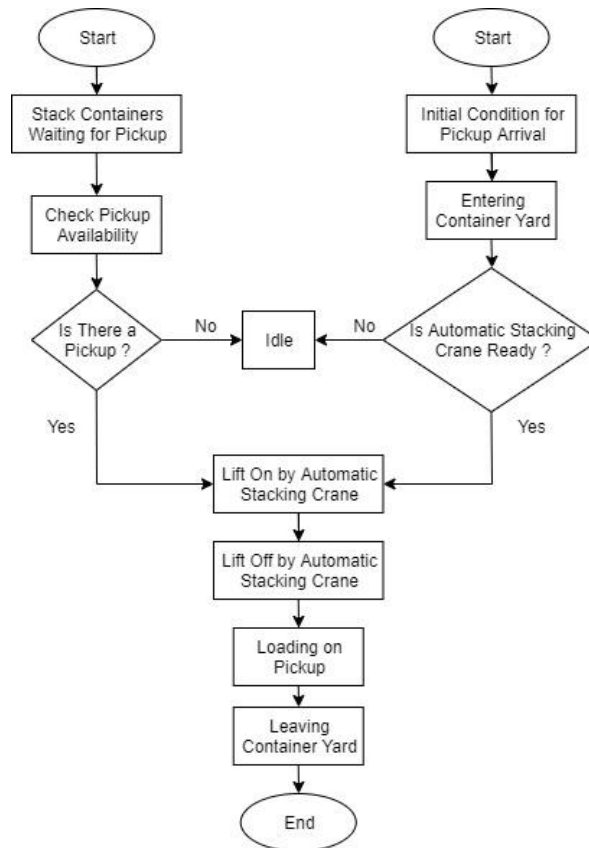 Start
Start
Stack Containers
Waiting for Pickup
Initial Condition for
Pickup Arrival
Check Pickup
Availability
Entering
Container Yard
Is There a
Pickup ?
No
Idle
No
Is Automatic Stacking
Crane Ready ?
Yes
Yes
Lift On by Automatic
Stacking Crane
Lift Off by Automatic
Stacking Crane
Loading on
Pickup
Leaving
Container Yard
End